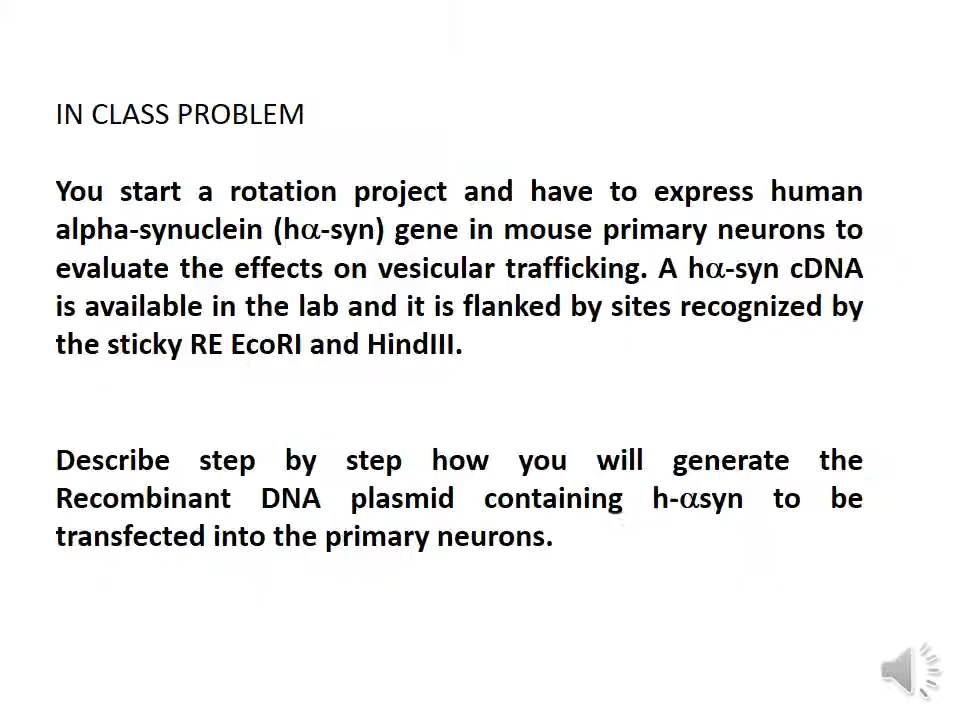 IN CLASS PROBLEM
You start a rotation project and have to express human
alpha-synuclein (hα-syn) gene in mouse primary neurons to
evaluate the effects on vesicular trafficking. A hα-syn cDNA
is available in the lab and it is flanked by sites recognized by
the sticky RE EcoRI and HindIII.
Describe step by step how you will generate the
Recombinant DNA plasmid containing h-αsyn to be
transfected into the primary neurons.